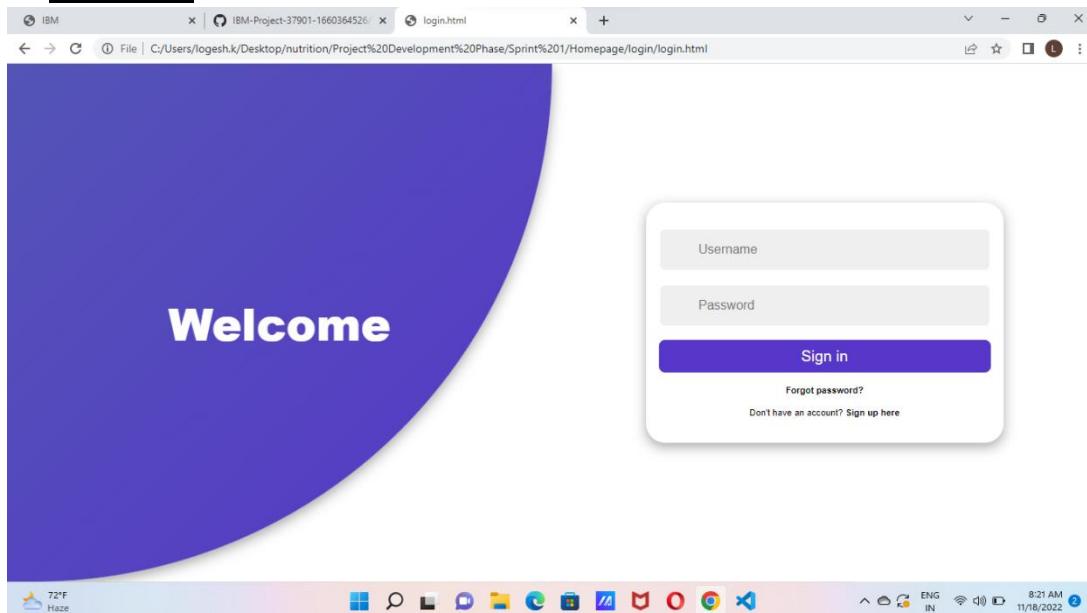 IBM
IBM-Project-37901-1660364526/
login.html
File
C:/Users/logesh.k/Desktop/nutrition/Project%20Development%20Phase/Sprint%201/Homepage/login/login.html
L
Welcome
Username
Password
Sign in
Forgot password?
Don't have an account? Sign up here
72°F
Haze
ENG
IN
8:21 AM
11/18/2022
2